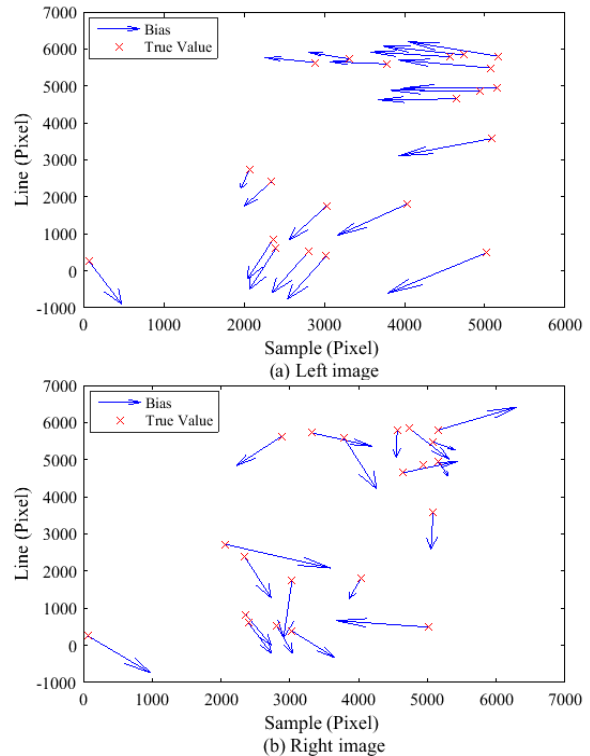 7000
6000
5000
4000
3000
2000
1000
0
-1000
Line (Pixel)
Bias
True Value
0 1000 2000 3000 4000 5000 6000
Sample (Pixel)
(a) Left image
7000
6000
5000
4000
3000
2000
1000
0
-1000
Line (Pixel)
Bias
True Value
0 1000 2000 3000 4000 5000 6000 7000
Sample (Pixel)
(b) Right image